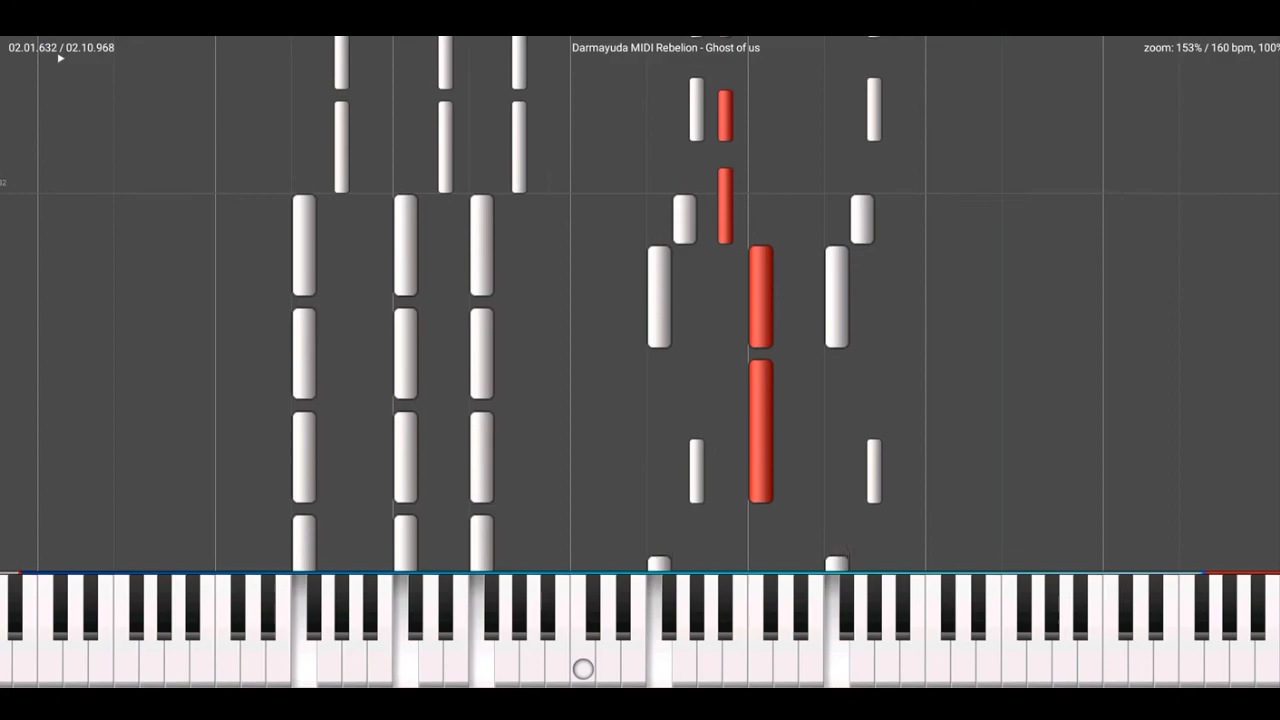 02.01.632 / 02.10.968
Darmayuda MIDI Rebelion - Ghost of us
zoom: 153% / 160 bpm, 100%